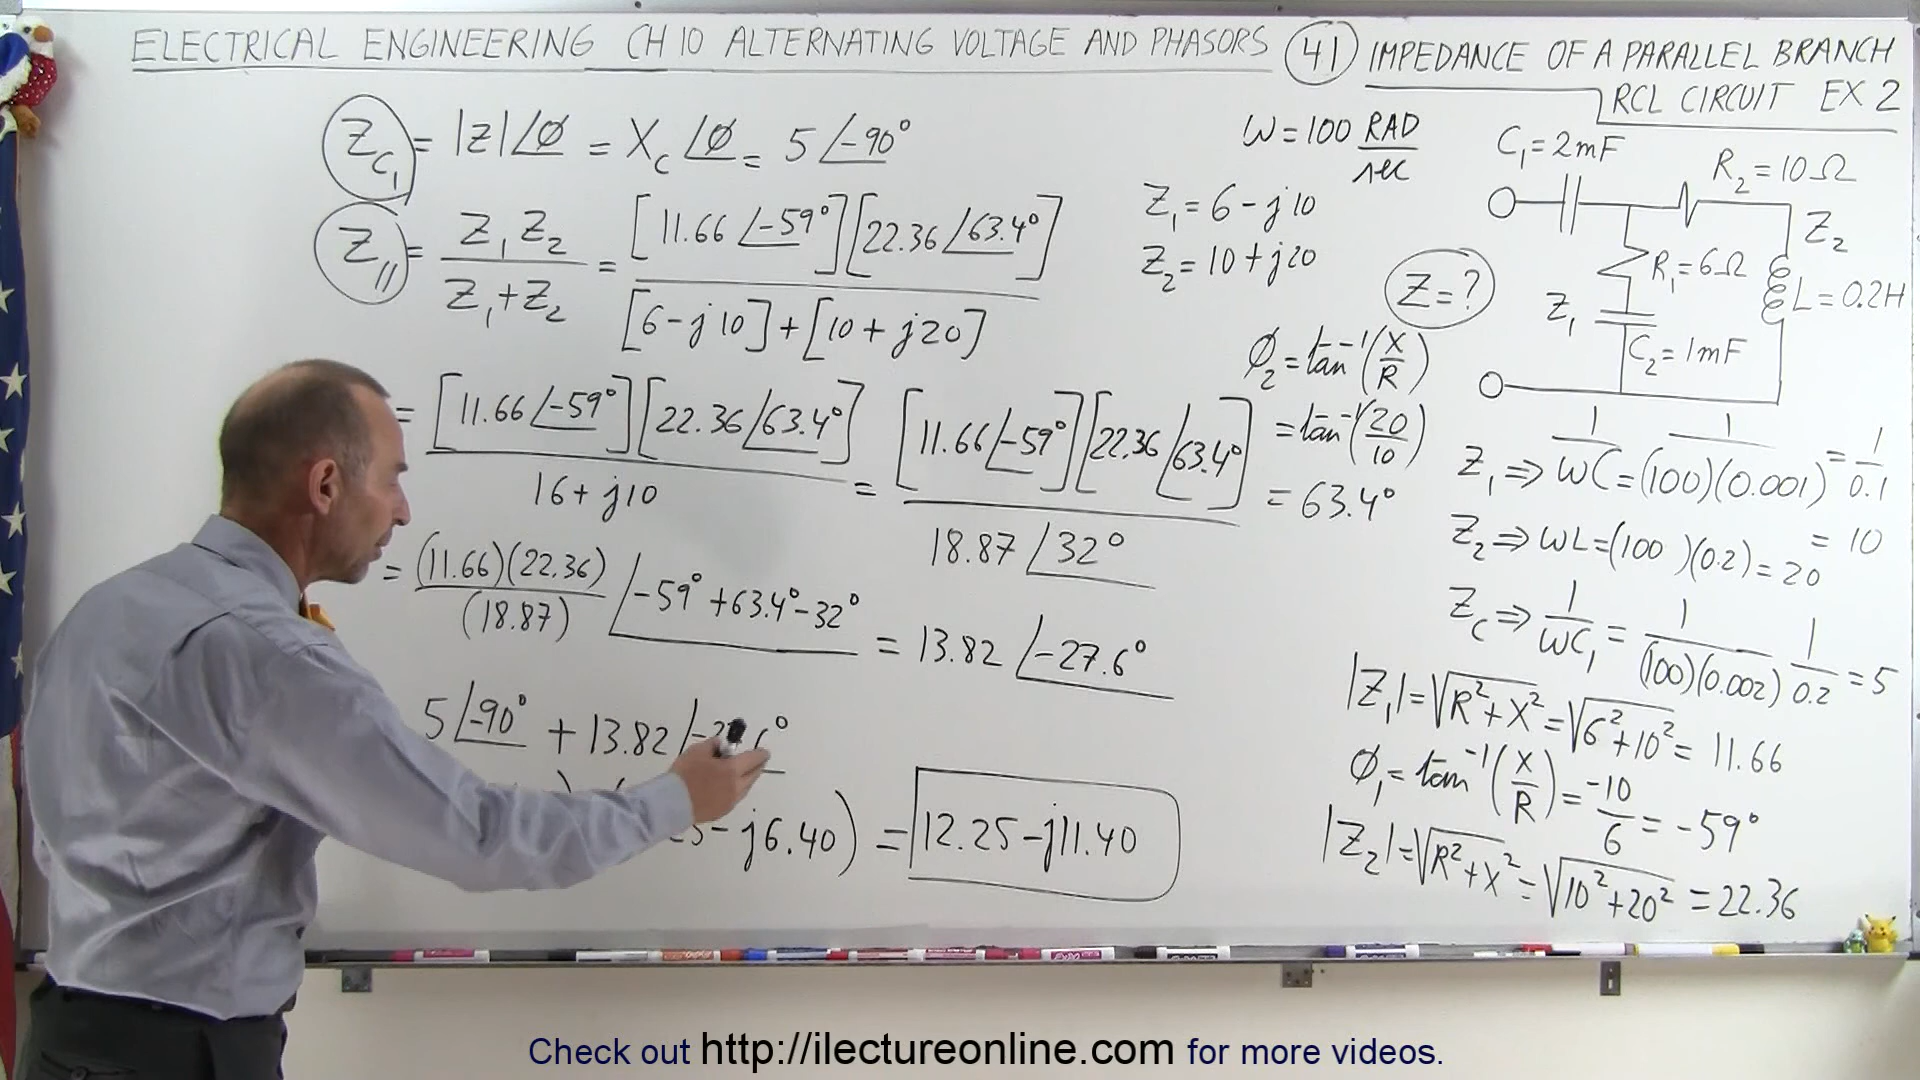 ELECTRICAL ENGINEERING CH 10 ALTERNATING VOLTAGE AND PHASORS (41) IMPEDANCE OF A PARALLEL BRANCH
RCL CIRCUIT EX 2
Z_C₁ = |Z|∠φ = X_C ∠φ = 5 ∠-90°
Z_// = Z₁Z₂ / (Z₁+Z₂) = [11.66 ∠-59°][22.36 ∠63.4°] / ([6-j10]+[10+j20])
= [11.66 ∠-59°][22.36 ∠63.4°] / (16+j10) = [11.66 ∠-59°][22.36 ∠63.4°] / (18.87 ∠32°)
= (11.66)(22.36) / (18.87) ∠-59°+63.4°-32° = 13.82 ∠-27.6°
5 ∠-90° + 13.82
- j6.40) = 12.25-j11.40
ω = 100 RAD/sec
Z₁ = 6-j10
Z₂ = 10+j20
Z = ?
φ₂ = tan⁻¹(X/R)
= tan⁻¹(20/10)
= 63.4°
C₁=2mF
R₂=10Ω
Z₂
R₁=6Ω
L=0.2H
Z₁
C₂=1mF
Z₁ ⇒ 1/ωC = 1/(100)(0.001) = 1/0.1
= 10
Z₂ ⇒ ωL=(100)(0.2)=20
Z_C ⇒ 1/ωC₁ = 1/(100)(0.002) 1/0.2 = 5
|Z₁| = √R²+X² = √6²+10² = 11.66
φ₁ = tan⁻¹(X/R) = -10/6 = -59°
|Z₂| = √R²+X² = √10²+20² = 22.36
Check out http://ilectureonline.com for more videos.